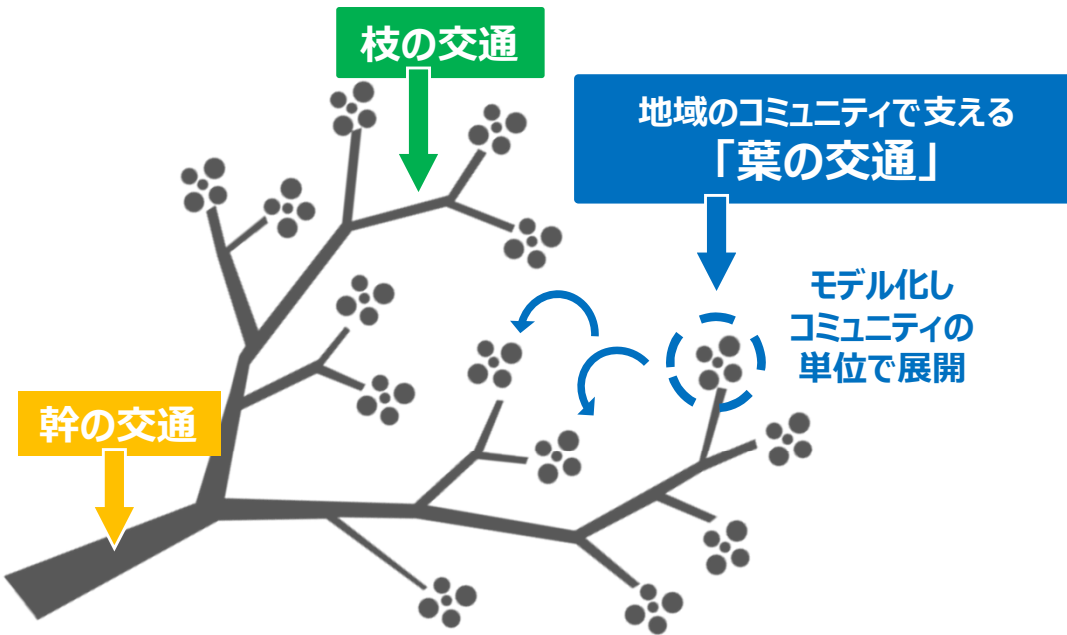 枝の交通
地域のコミュニティで支える
「葉の交通」
モデル化し
コミュニティの
単位で展開
幹の交通